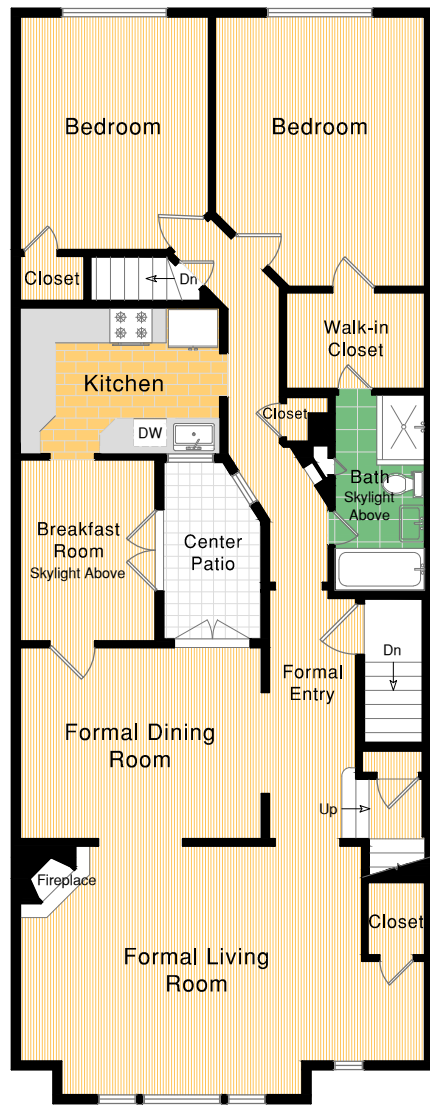 Bedroom
Bedroom
Closet
Dn
Walk-in
Closet
Kitchen
Closet
DW
Bath
Skylight
Above
Breakfast
Room
Skylight Above
Center
Patio
Dn
Formal
Entry
Formal Dining
Room
Up
Fireplace
Closet
Formal Living
Room